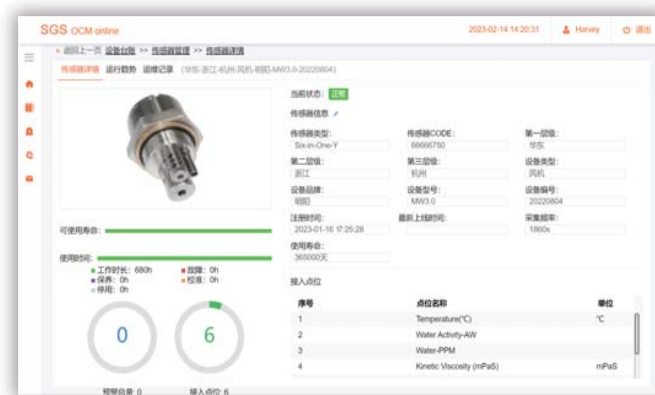 SGS OCM online
2023-02-14 14:20:31 Harvey 退出
返回上一页 设备台账 >> 传感器管理 >> 传感器详情
传感器详情 运行趋势 运维记录 (华东-浙江-杭州-风机-明阳-MW3.0-20220804)
当前状态: 正常
传感器信息
传感器类型: 传感器CODE: 第一层级:
Six-in-One-Y 66666750 华东
第二层级: 第三层级: 设备类型:
浙江 杭州 风机
设备品牌: 设备型号: 设备编号:
明阳 MW3.0 20220804
注册时间: 最新上线时间: 采集频率:
2023-01-16 17:25:28 1860s
使用寿命:
365000天
可使用寿命:
使用时间:
工作时长: 680h 故障: 0h
保养: 0h 校准: 0h
停用: 0h
0 6
预警总量: 0 接入点位: 6
接入点位
序号 点位名称 单位
1 Temperature(℃) ℃
2 Water Activity-AW
3 Water-PPM
4 Kinetic Viscosity (mPaS) mPaS